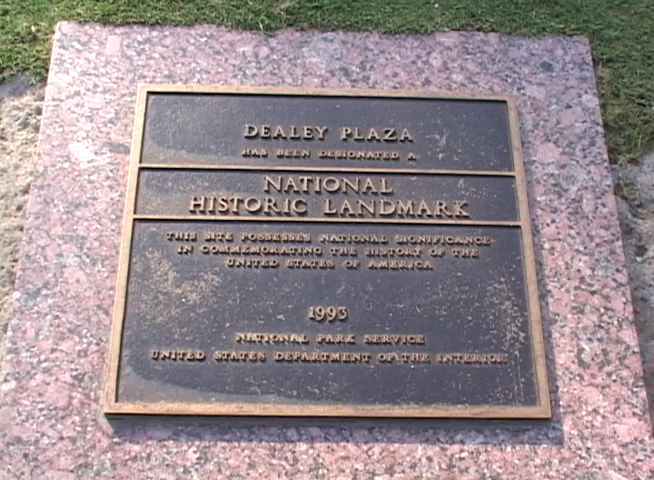 DEALEY PLAZA
HAS BEEN DESIGNATED A
NATIONAL
HISTORIC LANDMARK
THIS SITE POSSESSES NATIONAL SIGNIFICANCE
IN COMMEMORATING THE HISTORY OF THE
UNITED STATES OF AMERICA
1993
NATIONAL PARK SERVICE
UNITED STATES DEPARTMENT OF THE INTERIOR